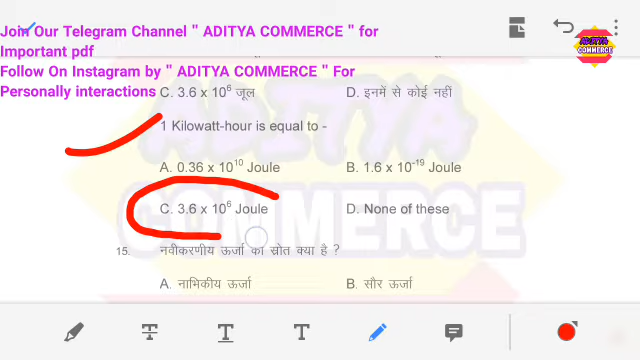 Join Our Telegram Channel " ADITYA COMMERCE " for
Important pdf
Follow On Instagram by " ADITYA COMMERCE " For
Personally interactions
C. 3.6 x 10⁶ जूल D. इनमें से कोई नहीं
1 Kilowatt-hour is equal to -
A. 0.36 x 10¹⁰ Joule B. 1.6 x 10⁻¹⁹ Joule
C. 3.6 x 10⁶ Joule D. None of these
15. नवीकरणीय ऊर्जा का स्रोत क्या है ?
A. नाभिकीय ऊर्जा B. सौर ऊर्जा
ADITYA
COMMERCE
T T T